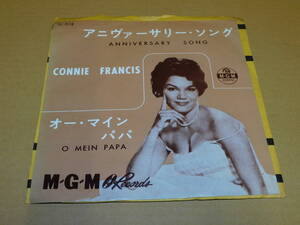 アニヴァーサリー・ソング
ANNIVERSARY SONG
CONNIE FRANCIS
M-G-M
オー・マイン
パパ
O MEIN PAPA
M-G-M Records